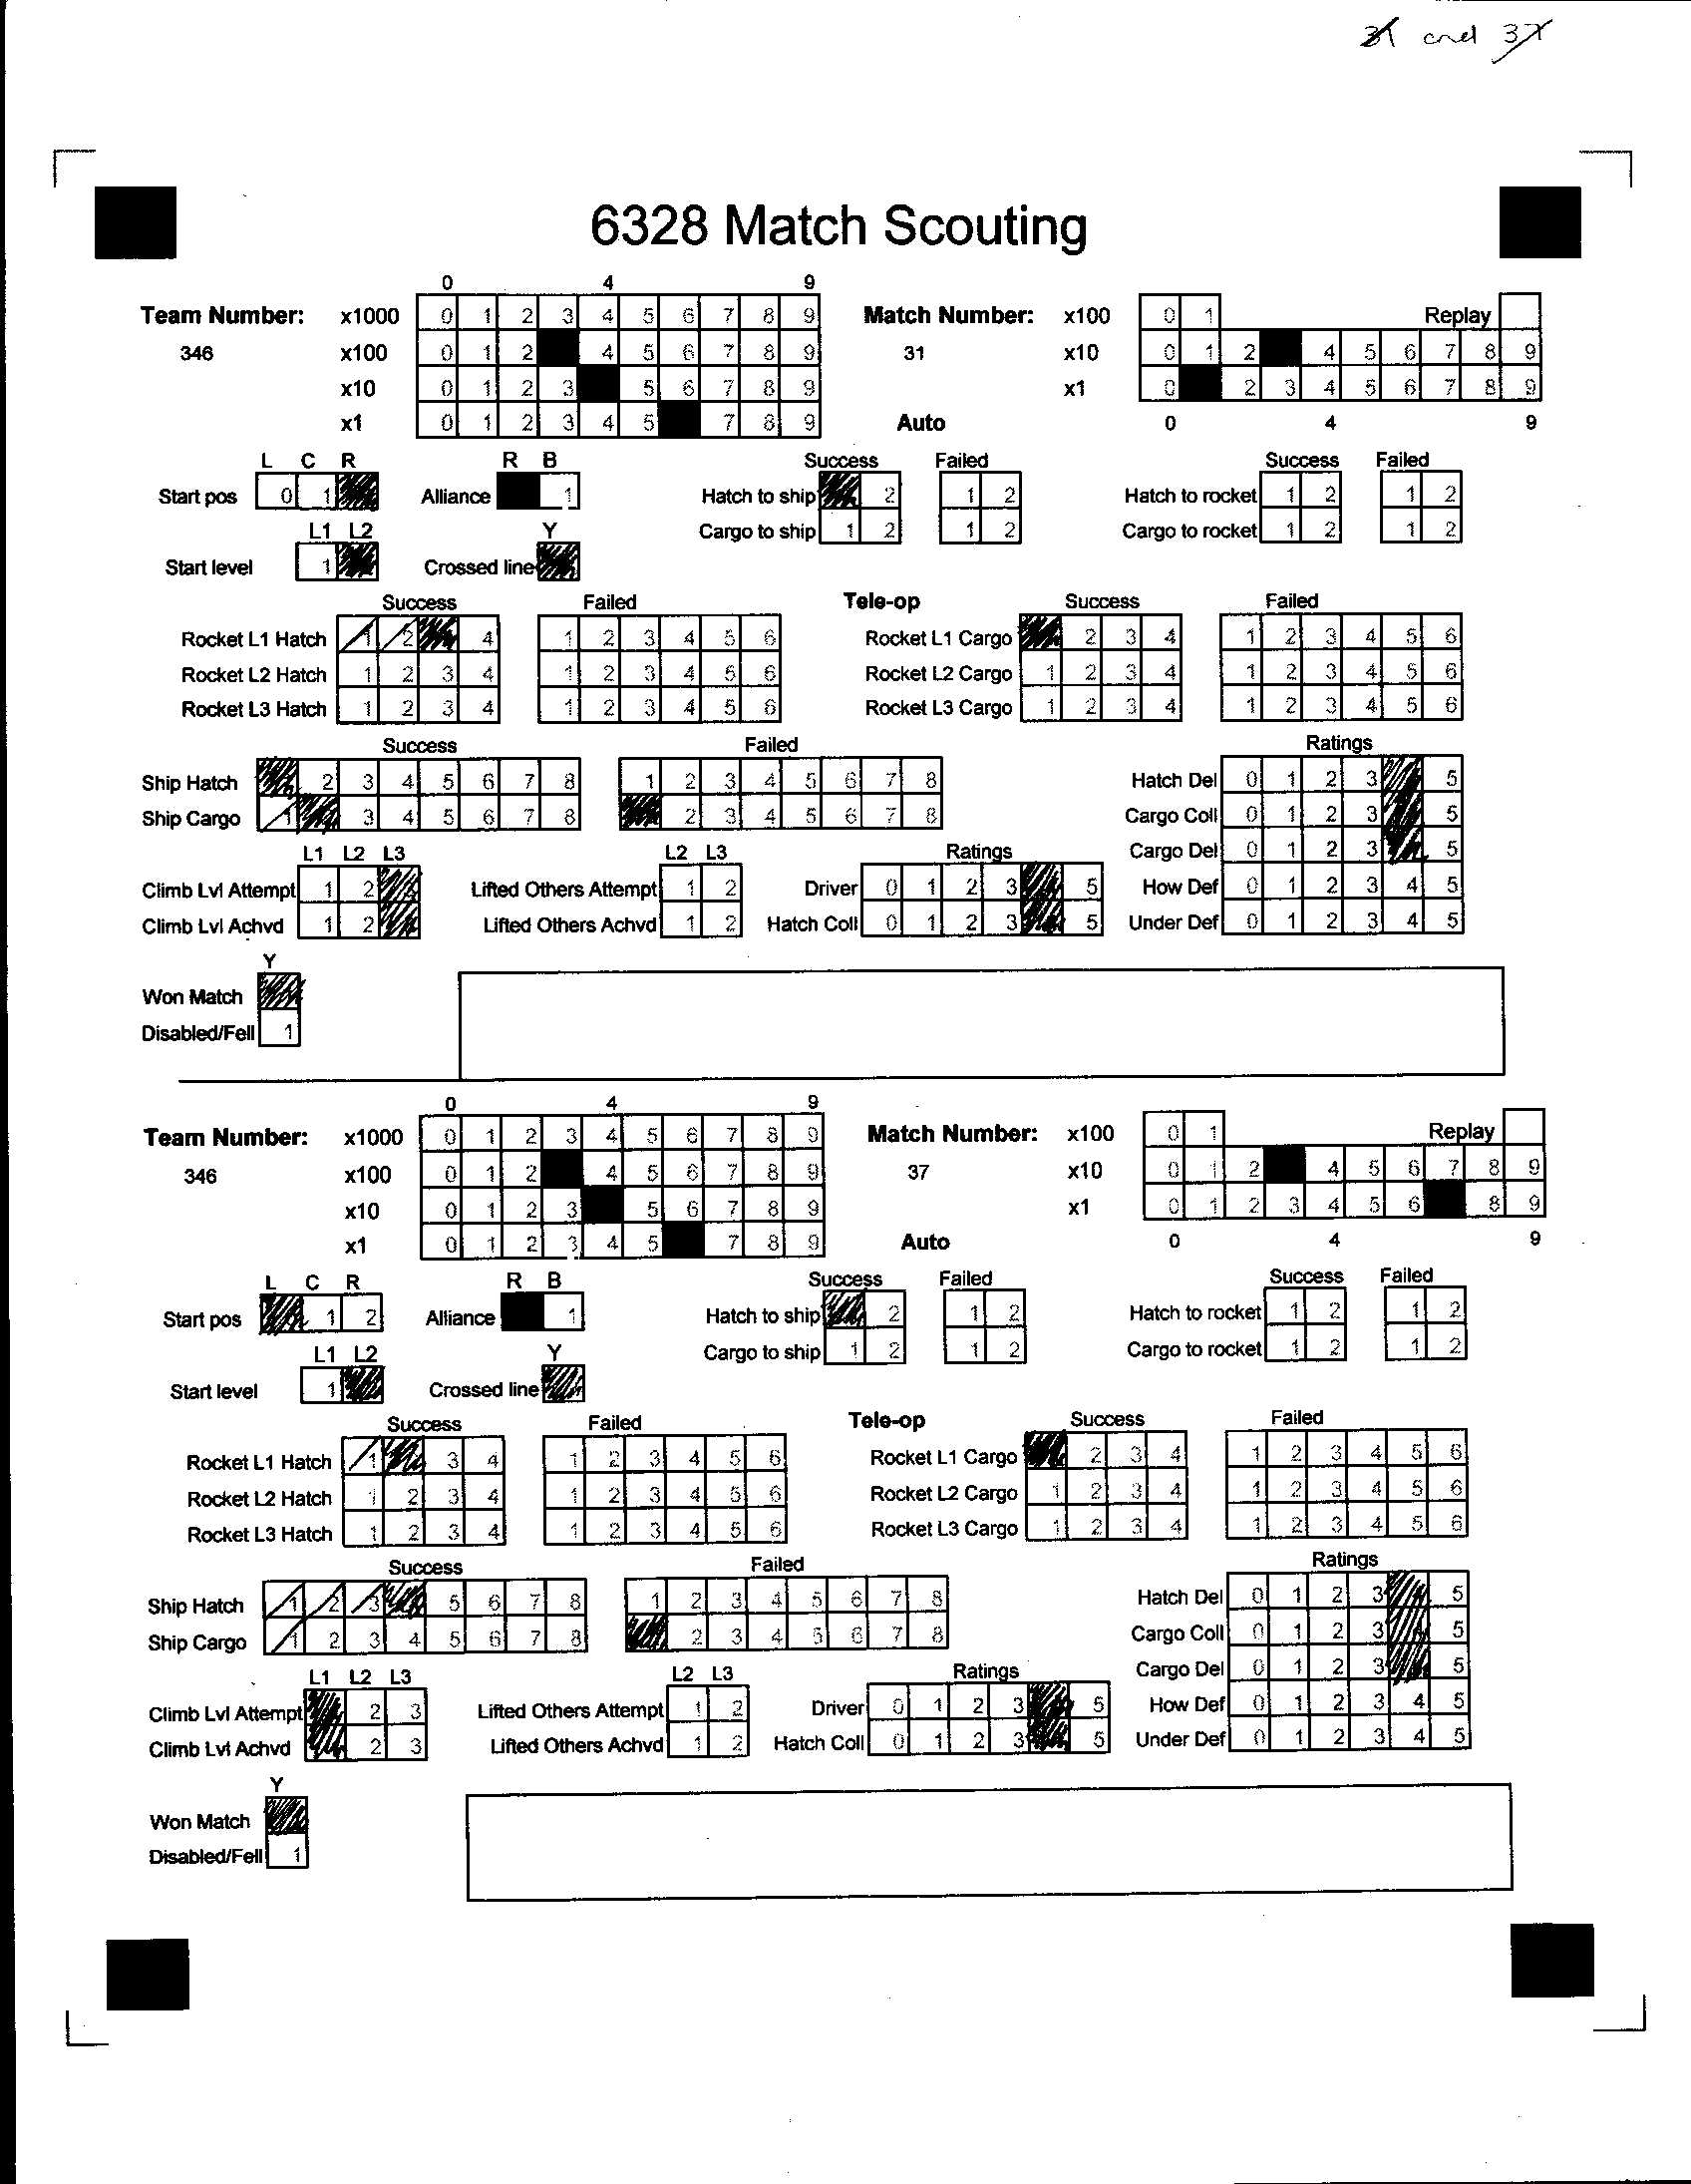 31 and 37
6328 Match Scouting
0 4 9
Team Number: x1000 0 1 2 3 4 5 6 7 8 9 Match Number: x100 0 1 Replay
346 x100 0 1 2 4 5 6 7 8 9 31 x10 0 1 2 4 5 6 7 8 9
x10 0 1 2 3 5 6 7 8 9 x1 0 2 3 4 5 6 7 8 9
x1 0 1 2 3 4 5 7 8 9 Auto 0 4 9
L C R R B Success Failed Success Failed
Start pos 0 1 Alliance 1 Hatch to ship 2 1 2 Hatch to rocket 1 2 1 2
L1 L2 Y Cargo to ship 1 2 1 2 Cargo to rocket 1 2 1 2
Start level 1 Crossed line
Success Failed Tele-op Success Failed
Rocket L1 Hatch 1 2 4 1 2 3 4 5 6 Rocket L1 Cargo 2 3 4 1 2 3 4 5 6
Rocket L2 Hatch 1 2 3 4 1 2 3 4 5 6 Rocket L2 Cargo 1 2 3 4 1 2 3 4 5 6
Rocket L3 Hatch 1 2 3 4 1 2 3 4 5 6 Rocket L3 Cargo 1 2 3 4 1 2 3 4 5 6
Success Failed Ratings
Ship Hatch 2 3 4 5 6 7 8 1 2 3 4 5 6 7 8 Hatch Del 0 1 2 3 5
Ship Cargo 1 3 4 5 6 7 8 2 3 4 5 6 7 8 Cargo Coll 0 1 2 3 5
L1 L2 L3 L2 L3 Ratings Cargo Del 0 1 2 3 5
Climb Lvl Attempt 1 2 Lifted Others Attempt 1 2 Driver 0 1 2 3 5 How Def 0 1 2 3 4 5
Climb Lvl Achvd 1 2 Lifted Others Achvd 1 2 Hatch Coll 0 1 2 3 5 Under Def 0 1 2 3 4 5
Y
Won Match
Disabled/Fell 1
0 4 9
Team Number: x1000 0 1 2 3 4 5 6 7 8 9 Match Number: x100 0 1 Replay
346 x100 0 1 2 4 5 6 7 8 9 37 x10 0 1 2 4 5 6 7 8 9
x10 0 1 2 3 5 6 7 8 9 x1 0 1 2 3 4 5 6 8 9
x1 0 1 2 3 4 5 7 8 9 Auto 0 4 9
L C R R B Success Failed Success Failed
Start pos 1 2 Alliance 1 Hatch to ship 2 1 2 Hatch to rocket 1 2 1 2
L1 L2 Y Cargo to ship 1 2 1 2 Cargo to rocket 1 2 1 2
Start level 1 Crossed line
Success Failed Tele-op Success Failed
Rocket L1 Hatch 1 3 4 1 2 3 4 5 6 Rocket L1 Cargo 2 3 4 1 2 3 4 5 6
Rocket L2 Hatch 1 2 3 4 1 2 3 4 5 6 Rocket L2 Cargo 1 2 3 4 1 2 3 4 5 6
Rocket L3 Hatch 1 2 3 4 1 2 3 4 5 6 Rocket L3 Cargo 1 2 3 4 1 2 3 4 5 6
Success Failed Ratings
Ship Hatch 1 2 3 5 6 7 8 1 2 3 4 5 6 7 8 Hatch Del 0 1 2 3 5
Ship Cargo 1 2 3 4 5 6 7 8 2 3 4 5 6 7 8 Cargo Coll 0 1 2 3 5
L1 L2 L3 L2 L3 Ratings Cargo Del 0 1 2 3 5
Climb Lvl Attempt 2 3 Lifted Others Attempt 1 2 Driver 0 1 2 3 5 How Def 0 1 2 3 4 5
Climb Lvl Achvd 2 3 Lifted Others Achvd 1 2 Hatch Coll 0 1 2 3 5 Under Def 0 1 2 3 4 5
Y
Won Match
Disabled/Fell 1